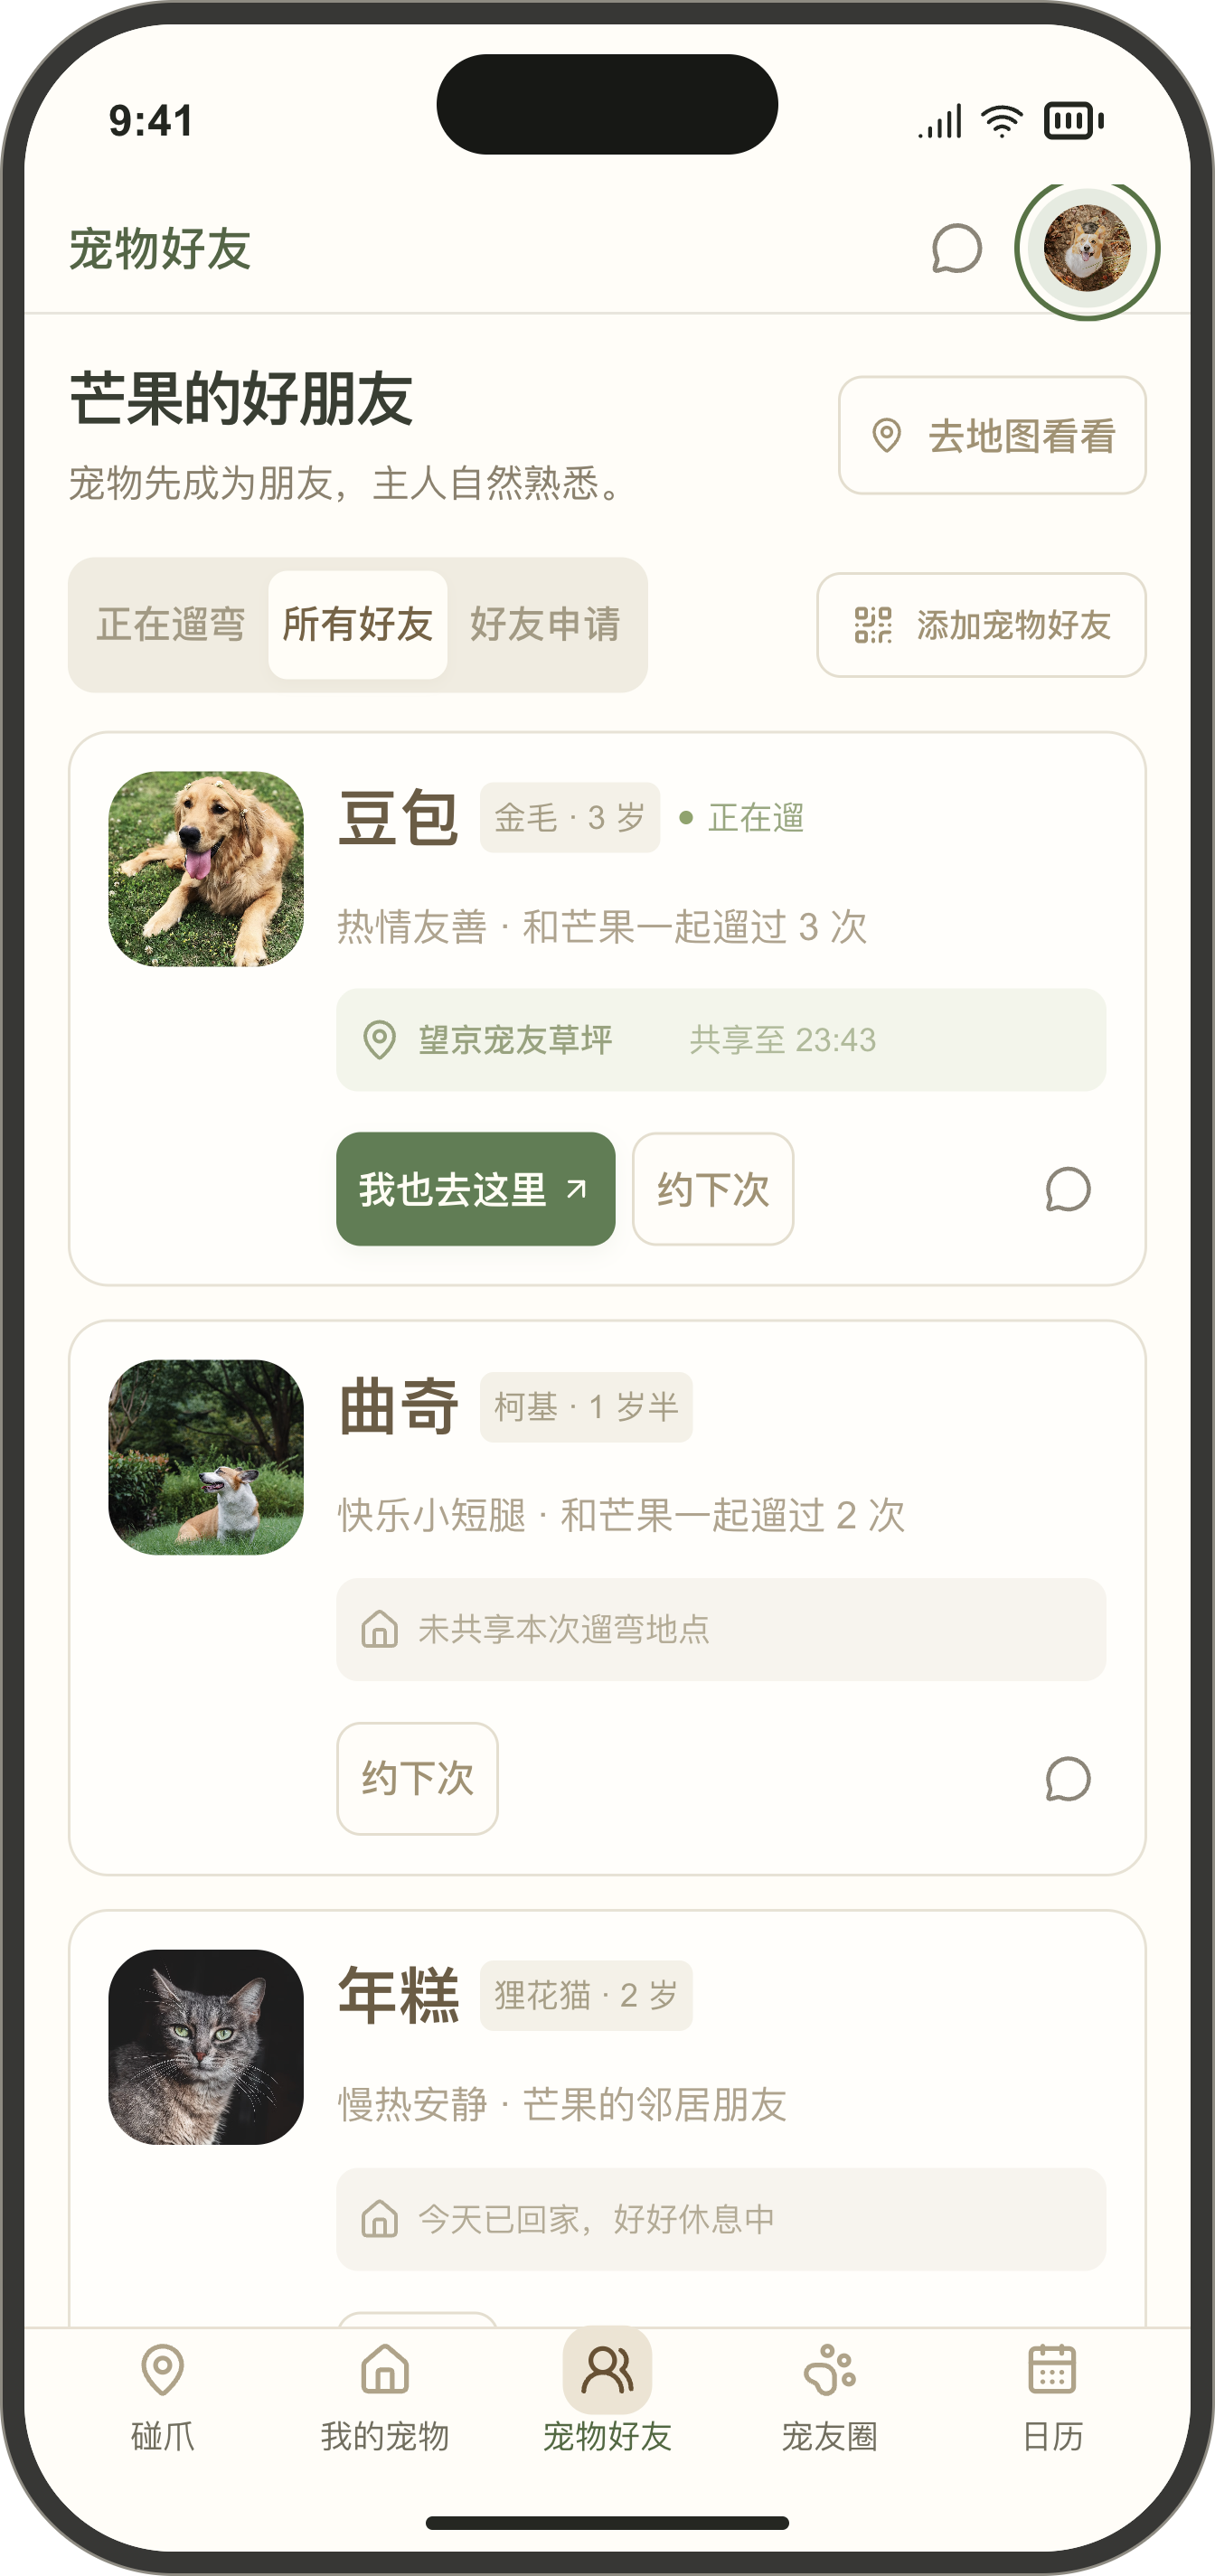 9:41
宠物好友
芒果的好朋友
去地图看看
宠物先成为朋友，主人自然熟悉。
正在遛弯 所有好友 好友申请
添加宠物好友
豆包 金毛 · 3 岁 正在遛
热情友善 · 和芒果一起遛过 3 次
望京宠友草坪 共享至 23:43
我也去这里 约下次
曲奇 柯基 · 1 岁半
快乐小短腿 · 和芒果一起遛过 2 次
未共享本次遛弯地点
约下次
年糕 狸花猫 · 2 岁
慢热安静 · 芒果的邻居朋友
今天已回家，好好休息中
碰爪 我的宠物 宠物好友 宠友圈 日历